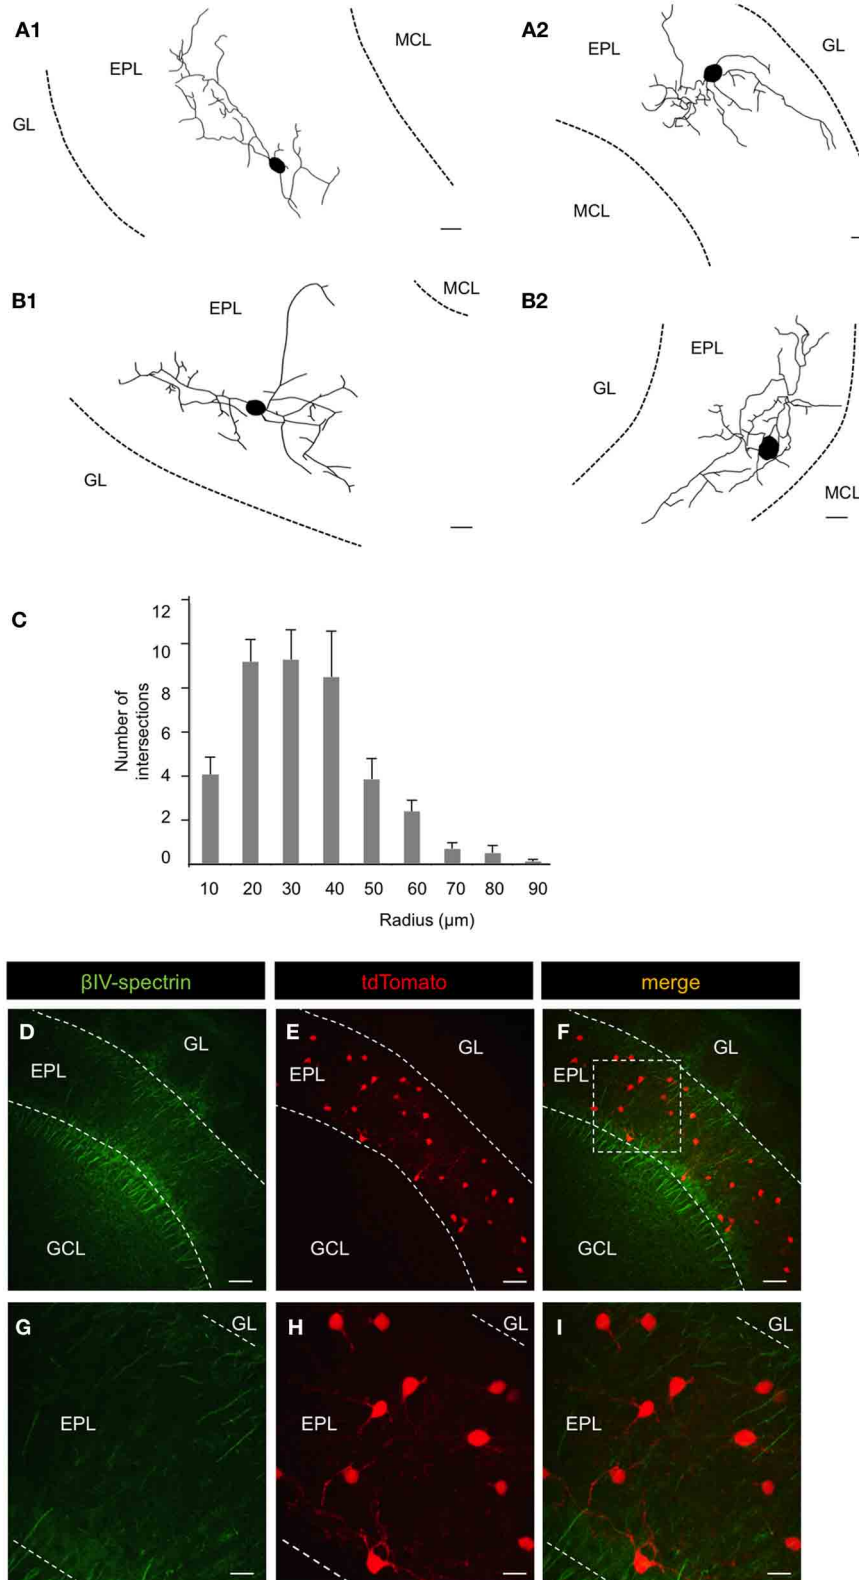 A1
EPL
MCL
GL
A2
EPL
GL
MCL
B1
EPL
MCL
GL
B2
EPL
GL
MCL
C
12
10
8
6
4
2
0
Number of
intersections
10 20 30 40 50 60 70 80 90
Radius (µm)
βIV-spectrin
tdTomato
merge
D
GL
EPL
GCL
E
GL
EPL
GCL
F
GL
EPL
GCL
G
GL
EPL
H
GL
EPL
I
GL
EPL